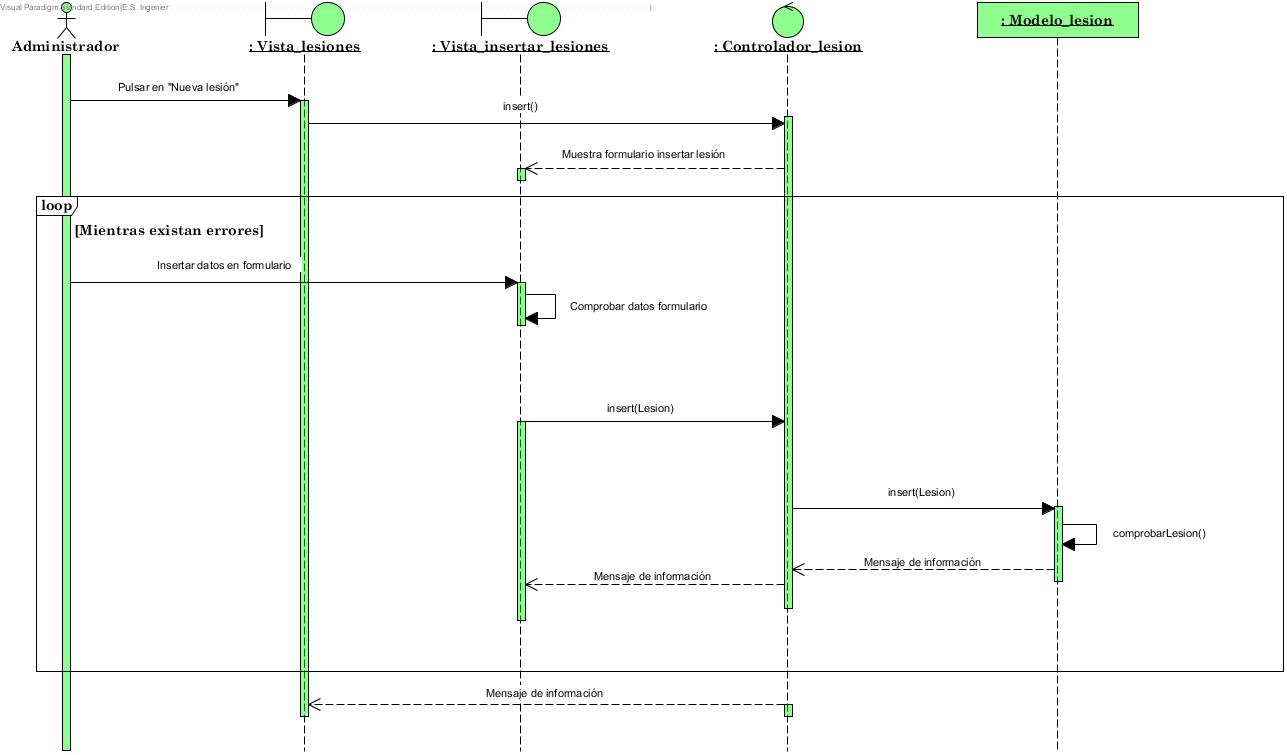 Visual Paradigm Standard Edition(E.S. Ingenier )
Administrador
: Vista_lesiones
: Vista_insertar_lesiones
: Controlador_lesion
: Modelo_lesion
Pulsar en "Nueva lesión"
insert()
Muestra formulario insertar lesión
loop
[Mientras existan errores]
Insertar datos en formulario
Comprobar datos formulario
insert(Lesion)
insert(Lesion)
comprobarLesion()
Mensaje de información
Mensaje de información
Mensaje de información